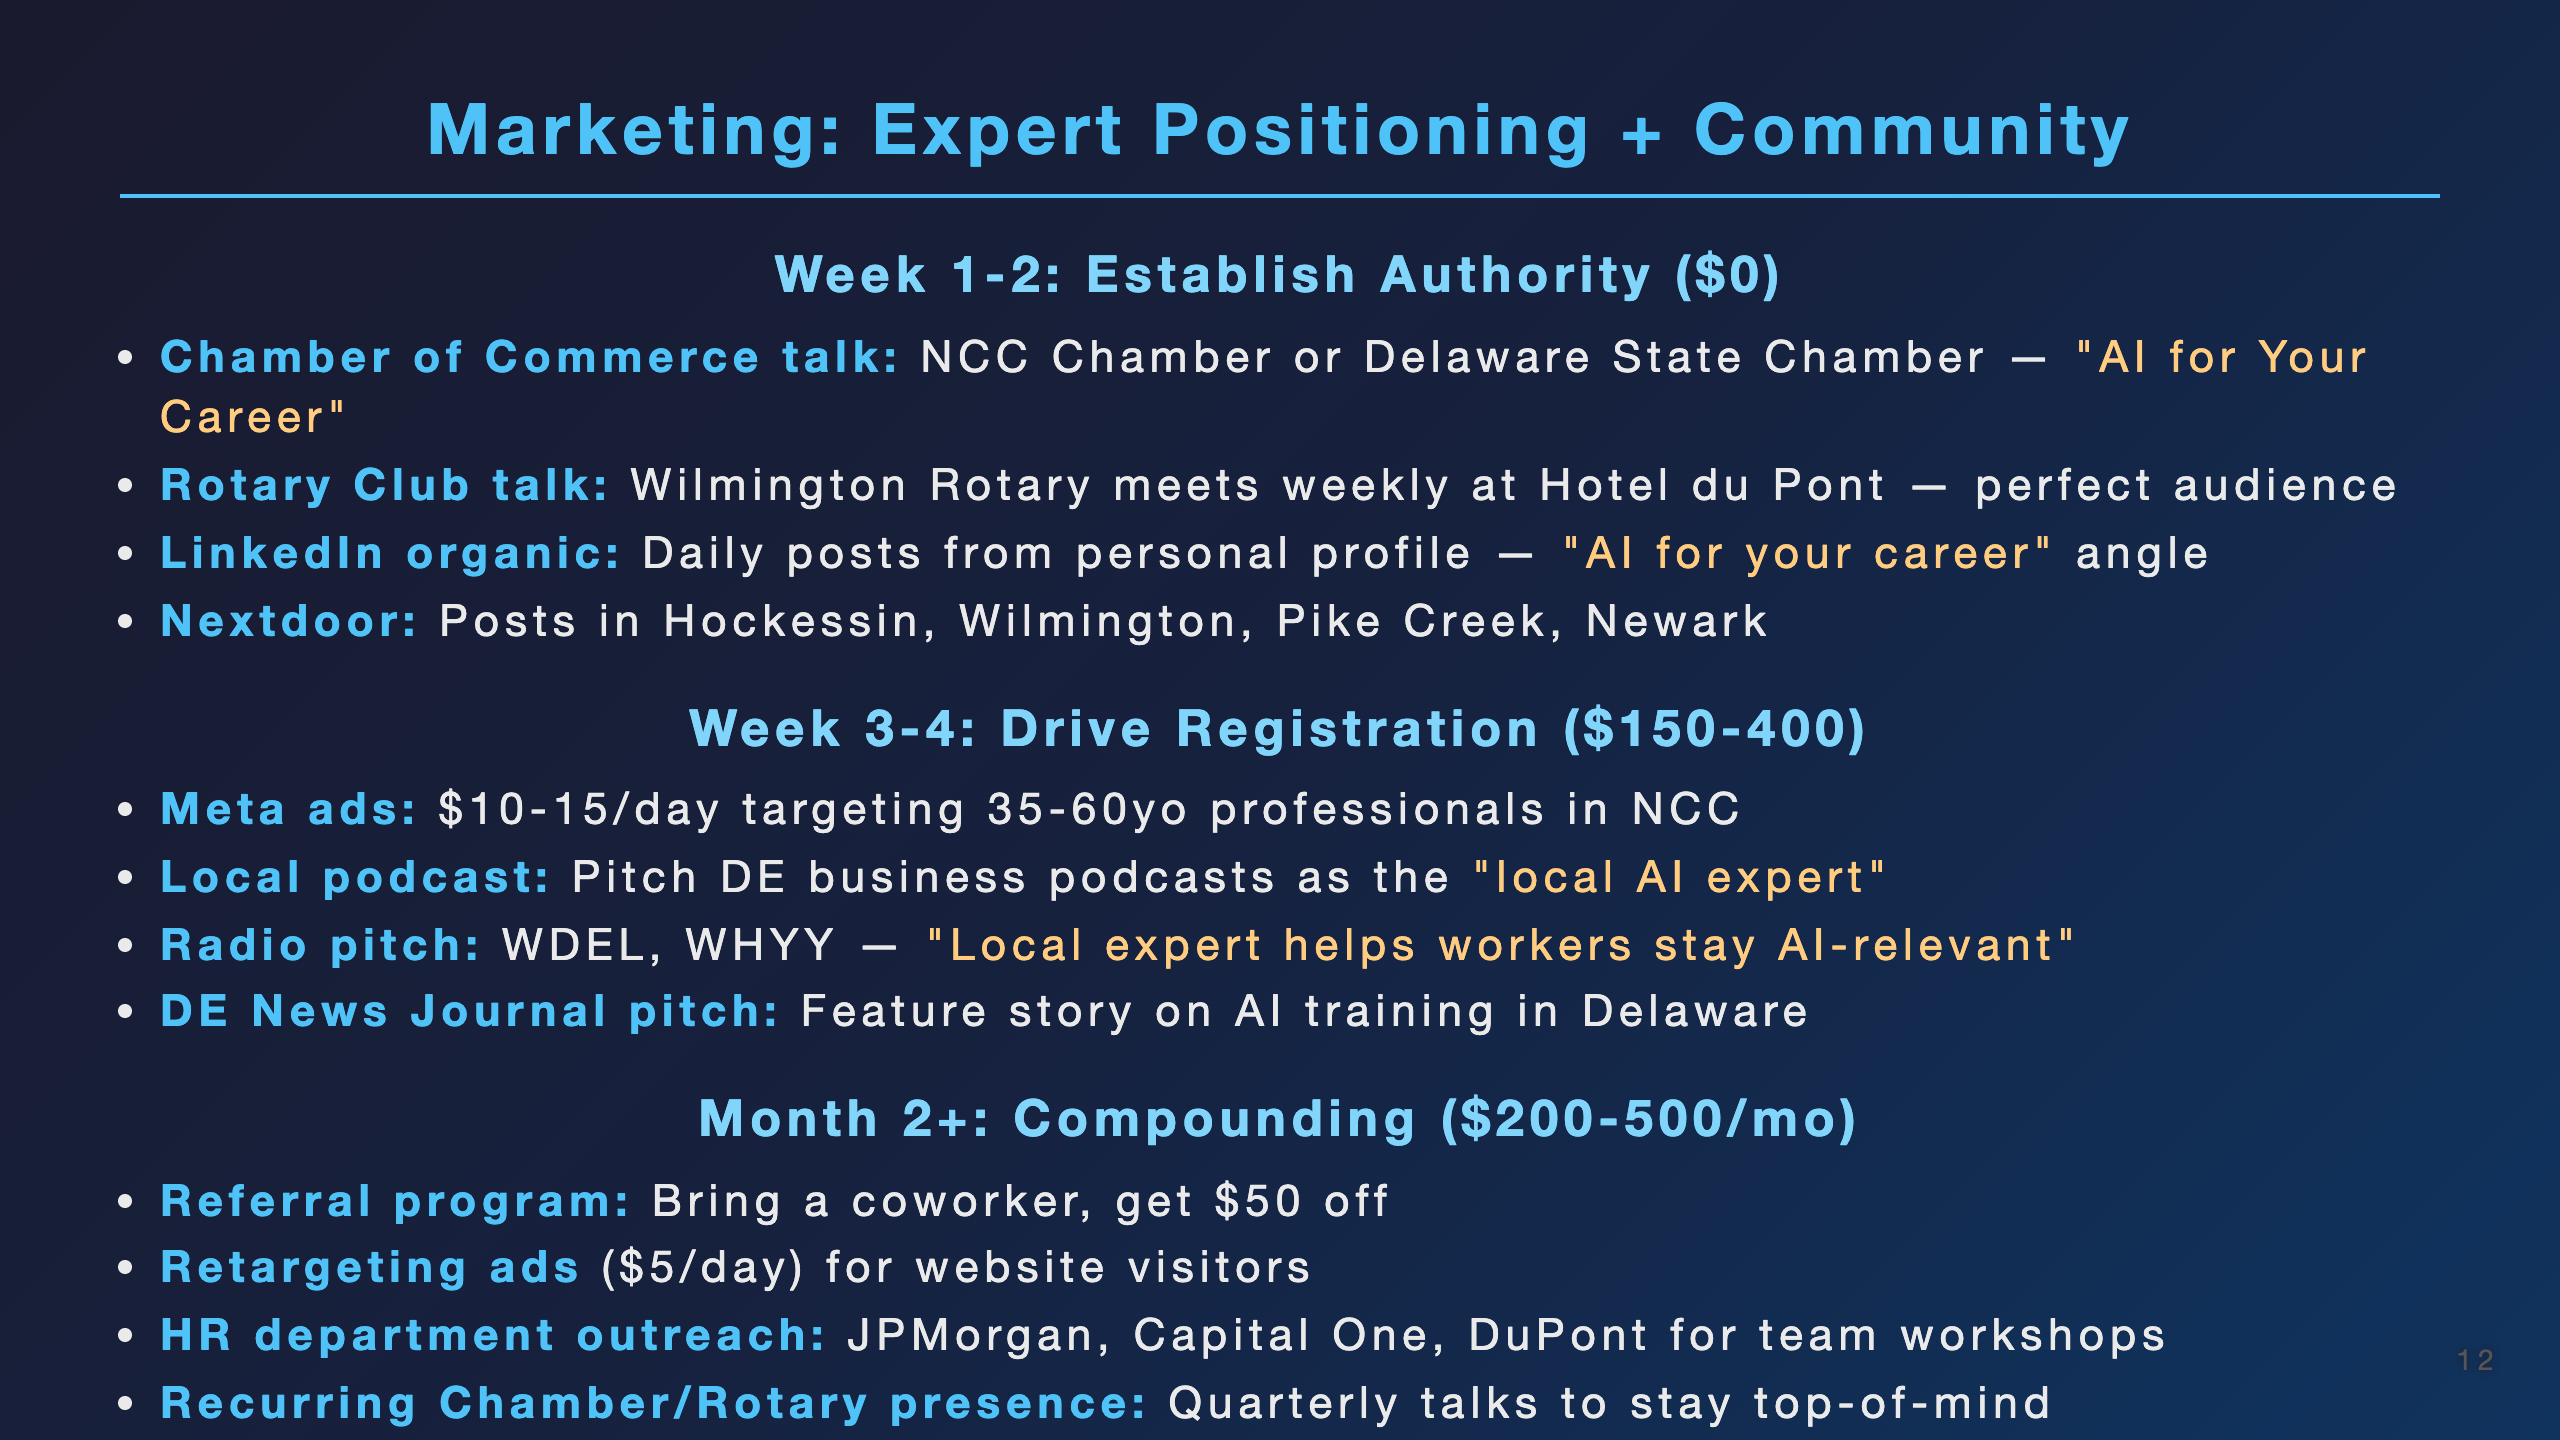 Marketing: Expert Positioning + Community
Week 1-2: Establish Authority ($0)
• Chamber of Commerce talk: NCC Chamber or Delaware State Chamber — "AI for Your
Career"
• Rotary Club talk: Wilmington Rotary meets weekly at Hotel du Pont — perfect audience
• LinkedIn organic: Daily posts from personal profile — "AI for your career" angle
• Nextdoor: Posts in Hockessin, Wilmington, Pike Creek, Newark
Week 3-4: Drive Registration ($150-400)
• Meta ads: $10-15/day targeting 35-60yo professionals in NCC
• Local podcast: Pitch DE business podcasts as the "local AI expert"
• Radio pitch: WDEL, WHYY — "Local expert helps workers stay AI-relevant"
• DE News Journal pitch: Feature story on AI training in Delaware
Month 2+: Compounding ($200-500/mo)
• Referral program: Bring a coworker, get $50 off
• Retargeting ads ($5/day) for website visitors
• HR department outreach: JPMorgan, Capital One, DuPont for team workshops
• Recurring Chamber/Rotary presence: Quarterly talks to stay top-of-mind
12